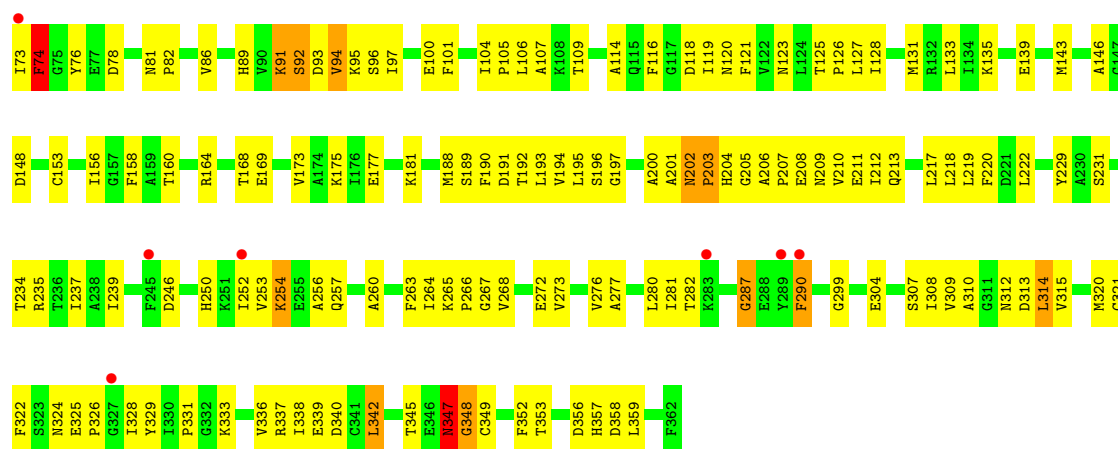 I73 F74 G75 Y76 E77 D78 N81 P82 V86 H89 V90 K91 S92 D93 V94 K95 S96 I97 E100 F101 I104 P105 L106 A107 K108 T109 A114 Q115 F116 G117 D118 I119 N120 F121 V122 N123 L124 T125 P126 L127 I128 M131 R132 L133 I134 K135 E139 M143 A146 G147
D148 C153 I156 G157 F158 A159 T160 R164 T168 E169 V173 A174 K175 I176 E177 K181 M188 S189 F190 D191 T192 L193 V194 L195 S196 G197 A200 A201 N202 P203 H204 G205 A206 P207 E208 N209 V210 E211 I212 Q213 L217 L218 L219 F220 D221 L222 Y229 A230 S231
T234 R235 T236 I237 A238 I239 F245 D246 H250 K251 I252 V253 K254 E255 A256 Q257 A260 F263 I264 K265 P266 G267 V268 E272 V273 V276 A277 L280 I281 T282 K283 G287 E288 Y289 F290 G299 E304 S307 I308 V309 A310 G311 N312 D313 L314 V315 M320
F322 S323 N324 E325 P326 G327 I328 Y329 I330 P331 G332 K333 V336 R337 I338 E339 D340 C341 L342 T345 E346 N347 G348 C349 F352 T353 D356 H357 D358 L359 F362